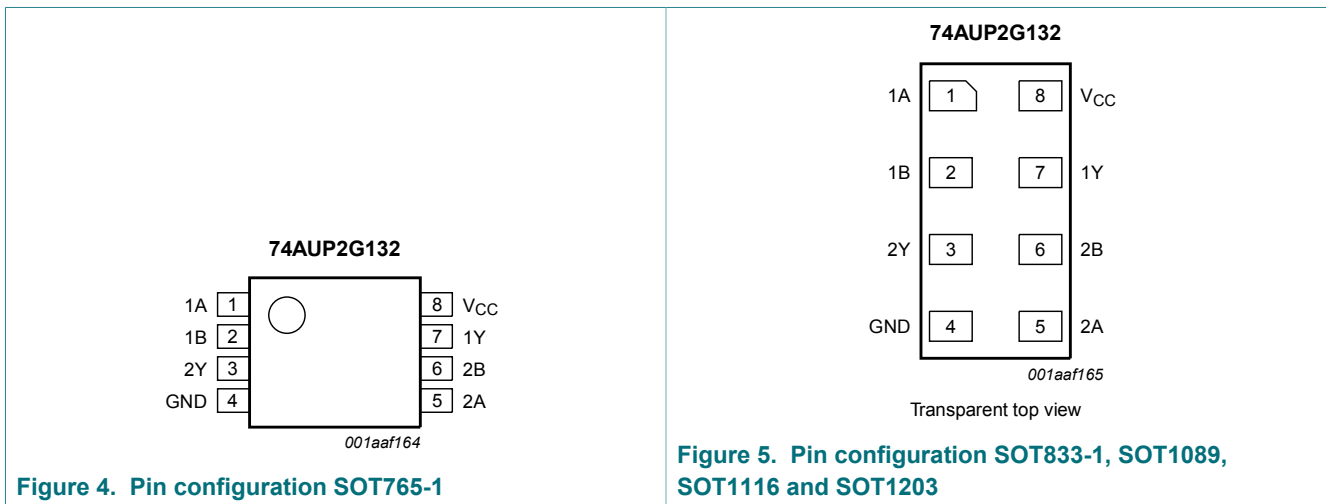 74AUP2G132
1A 1 8 VCC
1B 2 7 1Y
2Y 3 6 2B
GND 4 5 2A
001aaf164
Figure 4. Pin configuration SOT765-1
74AUP2G132
1A 1 8 VCC
1B 2 7 1Y
2Y 3 6 2B
GND 4 5 2A
001aaf165
Transparent top view
Figure 5. Pin configuration SOT833-1, SOT1089,
SOT1116 and SOT1203